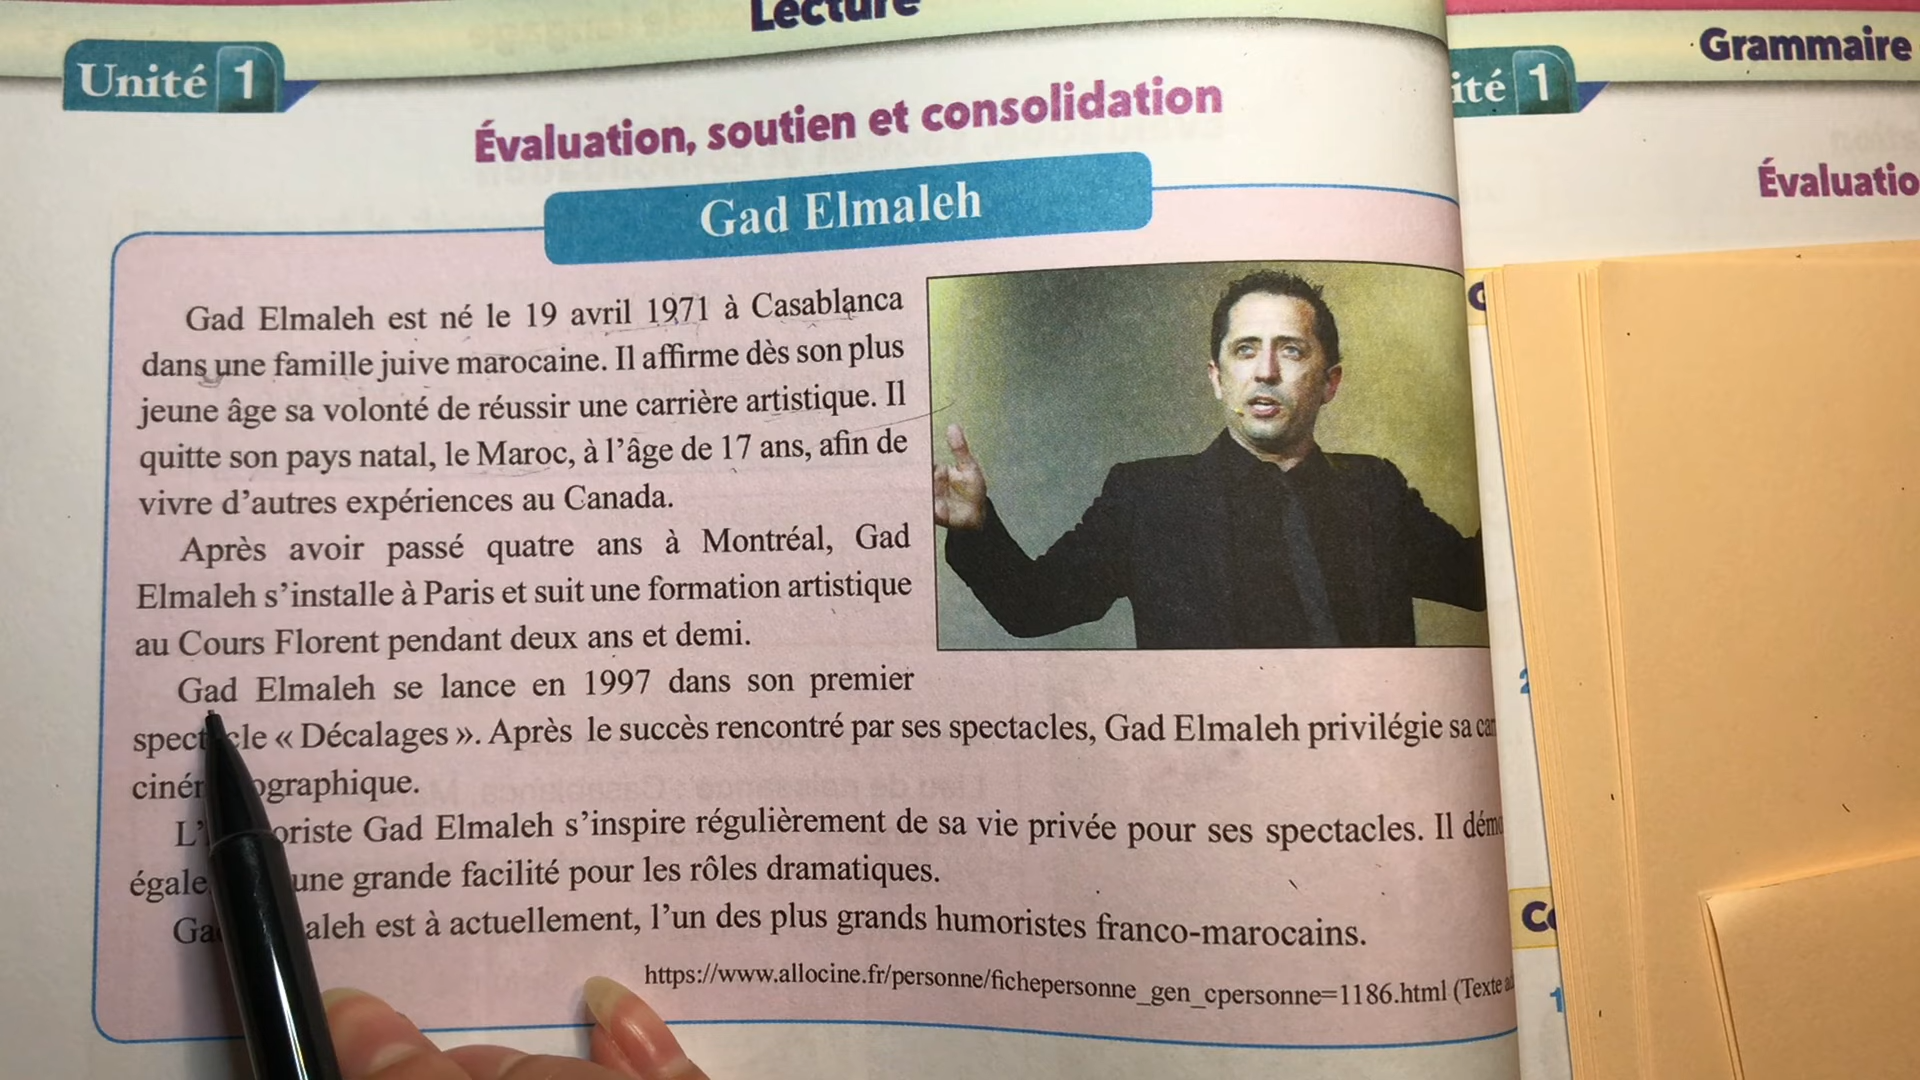 Lecture
Unité 1
Évaluation, soutien et consolidation
Gad Elmaleh
Gad Elmaleh est né le 19 avril 1971 à Casablanca
dans une famille juive marocaine. Il affirme dès son plus
jeune âge sa volonté de réussir une carrière artistique. Il
quitte son pays natal, le Maroc, à l'âge de 17 ans, afin de
vivre d'autres expériences au Canada.
Après avoir passé quatre ans à Montréal, Gad
Elmaleh s'installe à Paris et suit une formation artistique
au Cours Florent pendant deux ans et demi.
Gad Elmaleh se lance en 1997 dans son premier
spectacle « Décalages ». Après le succès rencontré par ses spectacles, Gad Elmaleh privilégie sa
ographique.
oriste Gad Elmaleh s'inspire régulièrement de sa vie privée pour ses spectacles. Il
une grande facilité pour les rôles dramatiques.
aleh est à actuellement, l'un des plus grands humoristes franco-marocains.
https://www.allocine.fr/personne/fichepersonne_gen_cpersonne=1186.html (Texte
Grammaire
ité 1
Évaluatio